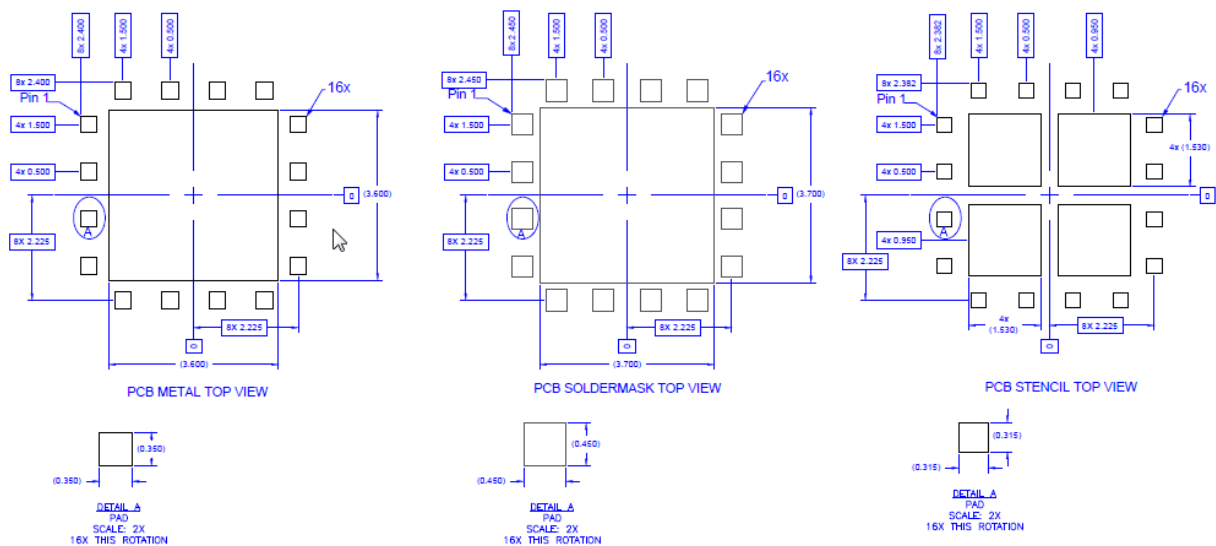 8x 2.400
4x 1.500
4x 0.500
8x 2.400
Pin 1
16x
4x 1.500
4x 0.500
0
(3.600)
A
8X 2.225
8X 2.225
0
(3.600)
PCB METAL TOP VIEW
(0.350)
(0.350)
DETAIL A
PAD
SCALE: 2X
16X THIS ROTATION
8x 2.450
4x 1.500
4x 0.500
8x 2.450
Pin 1
16x
4x 1.500
4x 0.500
0
(3.700)
A
8X 2.225
8X 2.225
0
(3.700)
PCB SOLDERMASK TOP VIEW
(0.450)
(0.450)
DETAIL A
PAD
SCALE: 2X
16X THIS ROTATION
8x 2.382
4x 1.500
4x 0.500
4x 0.950
8x 2.382
Pin 1
16x
4x 1.500
4x (1.530)
4x 0.500
0
A
4x 0.950
8X 2.225
4x
(1.530)
8X 2.225
0
PCB STENCIL TOP VIEW
(0.315)
(0.315)
DETAIL A
PAD
SCALE: 2X
16X THIS ROTATION